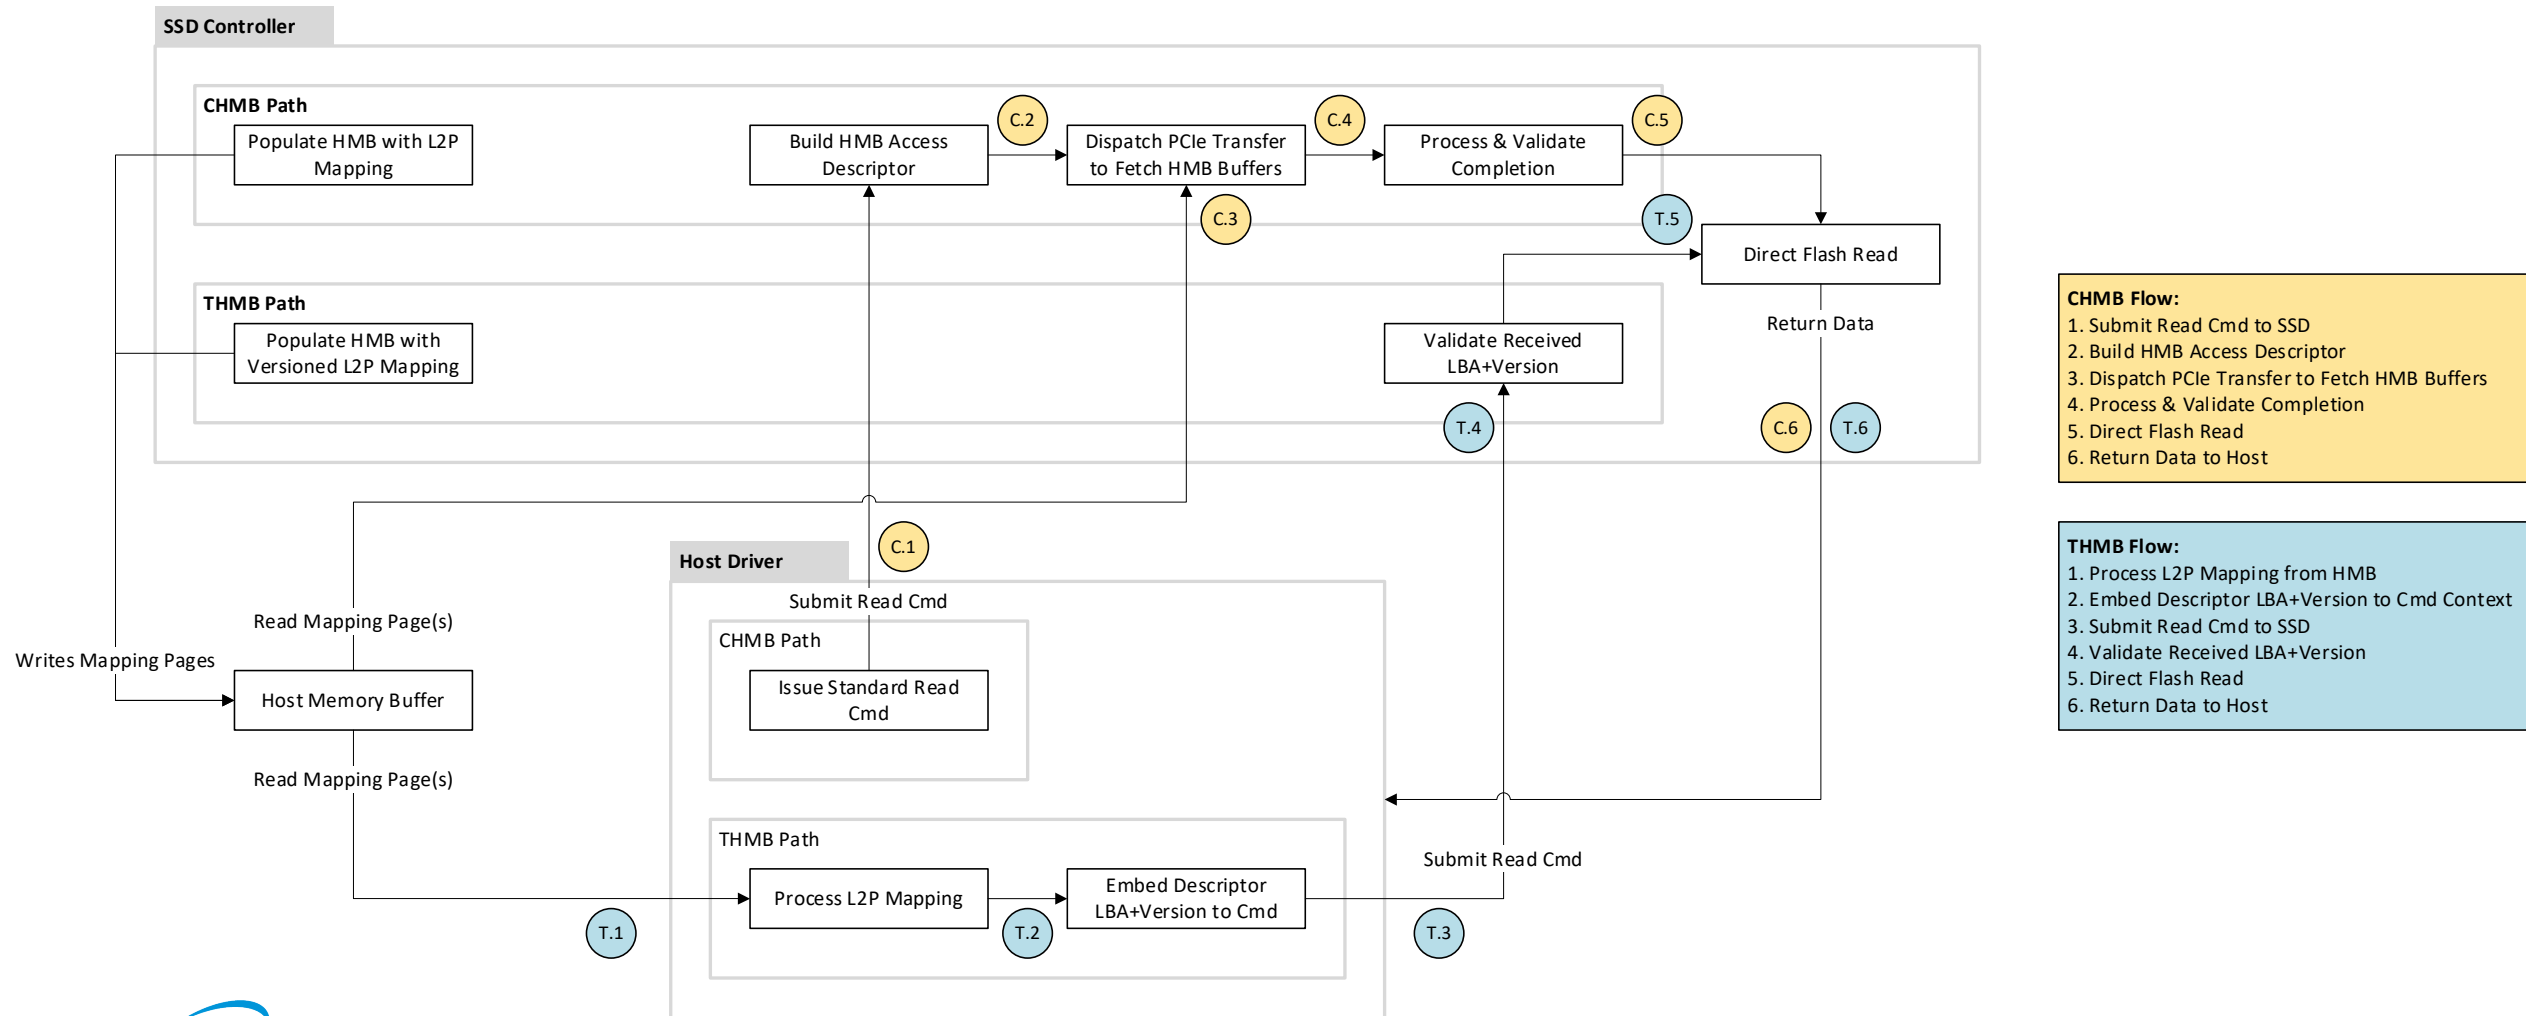 SSD Controller
CHMB Path
Populate HMB with L2P
Mapping
Build HMB Access
Descriptor
C.2
Dispatch PCIe Transfer
to Fetch HMB Buffers
C.4
Process & Validate
Completion
C.5
C.3
T.5
Direct Flash Read
THMB Path
Populate HMB with
Versioned L2P Mapping
Validate Received
LBA+Version
Return Data
T.4
C.6
T.6
CHMB Flow:
1. Submit Read Cmd to SSD
2. Build HMB Access Descriptor
3. Dispatch PCIe Transfer to Fetch HMB Buffers
4. Process & Validate Completion
5. Direct Flash Read
6. Return Data to Host
THMB Flow:
1. Process L2P Mapping from HMB
2. Embed Descriptor LBA+Version to Cmd Context
3. Submit Read Cmd to SSD
4. Validate Received LBA+Version
5. Direct Flash Read
6. Return Data to Host
C.1
Host Driver
Submit Read Cmd
Read Mapping Page(s)
CHMB Path
Writes Mapping Pages
Host Memory Buffer
Issue Standard Read
Cmd
Read Mapping Page(s)
THMB Path
Submit Read Cmd
Process L2P Mapping
Embed Descriptor
LBA+Version to Cmd
T.1
T.2
T.3